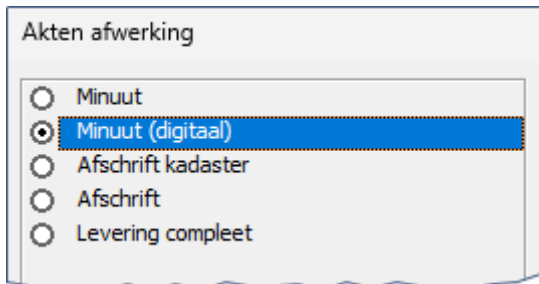 Akten afwerking
Minuut
Minuut (digitaal)
Afschrift kadaster
Afschrift
Levering compleet